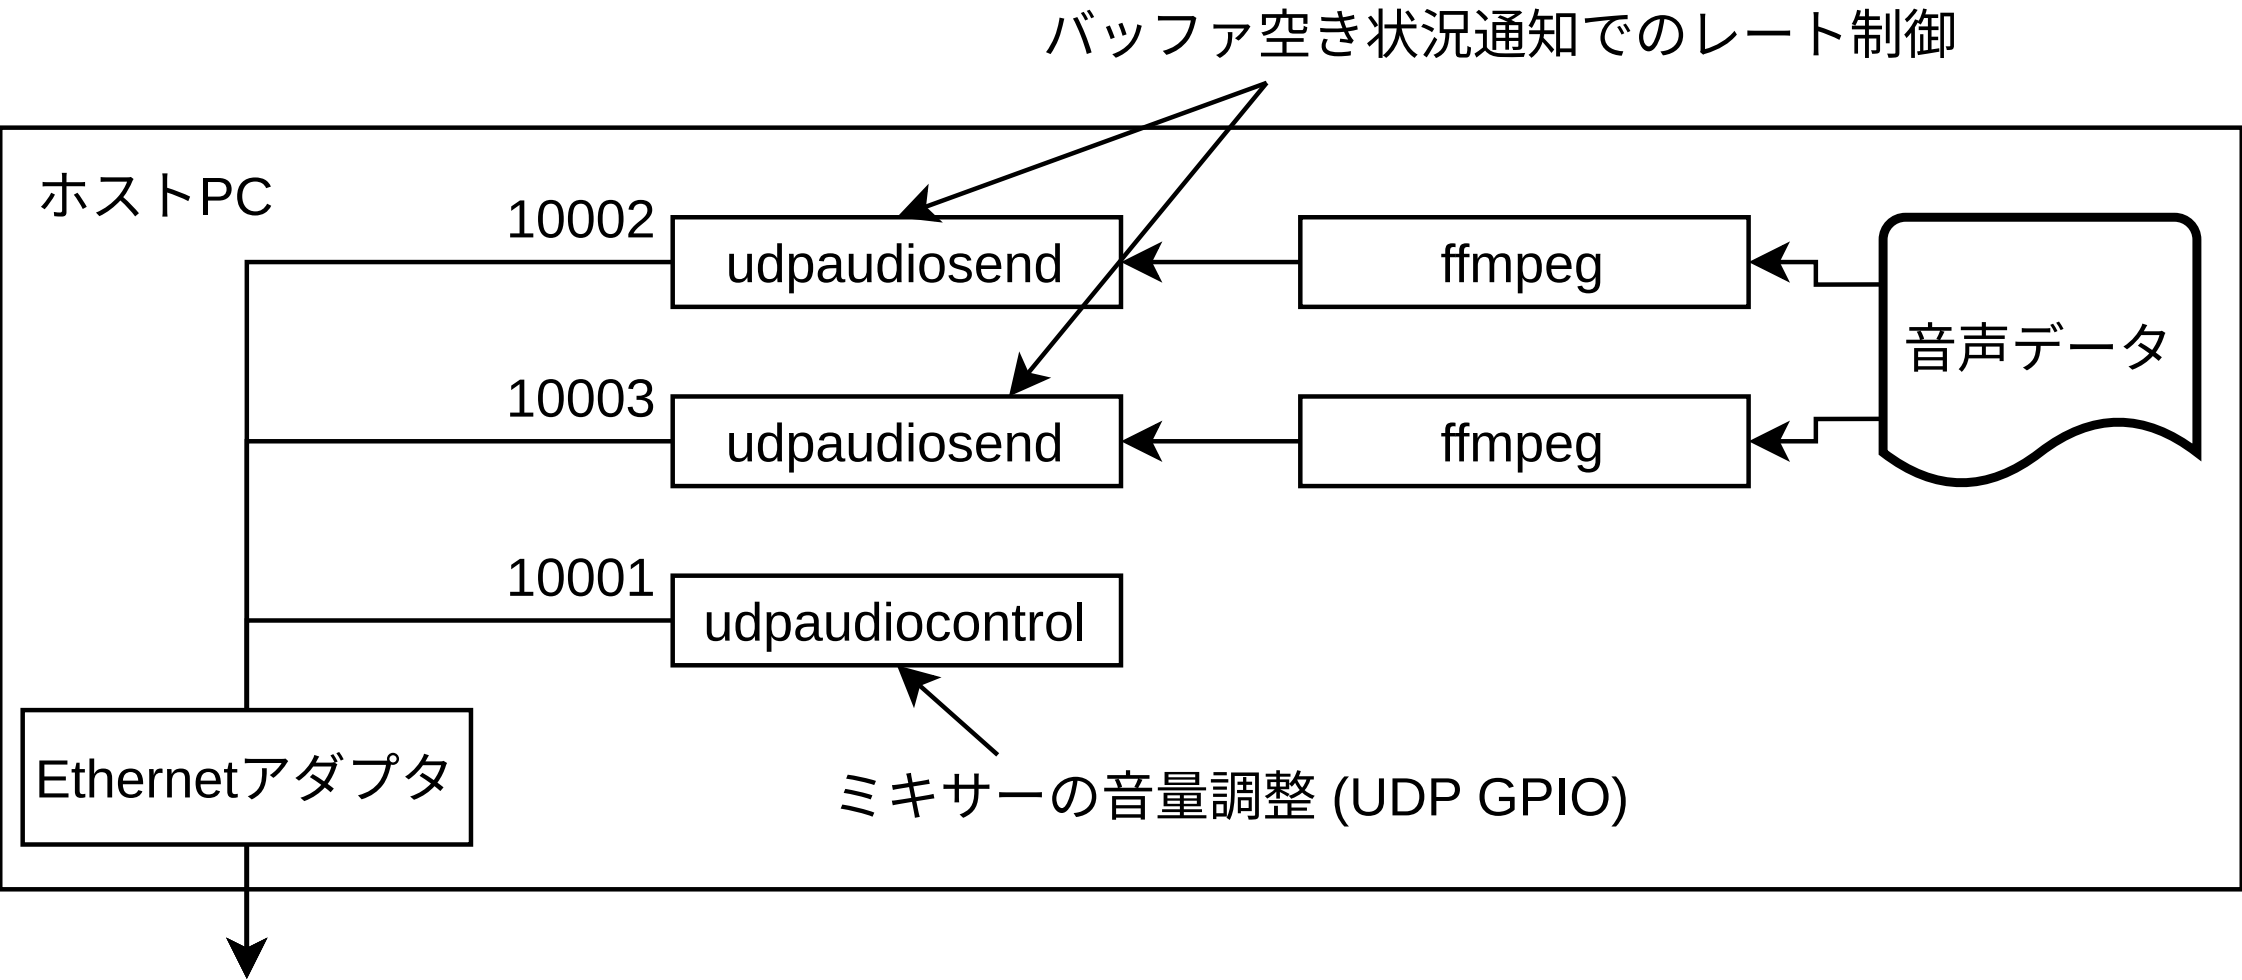 バッファ空き状況通知でのレート制御
ホストPC
10002
udpaudiosend
ffmpeg
音声データ
10003
udpaudiosend
ffmpeg
10001
udpaudiocontrol
Ethernetアダプタ
ミキサーの音量調整 (UDP GPIO)